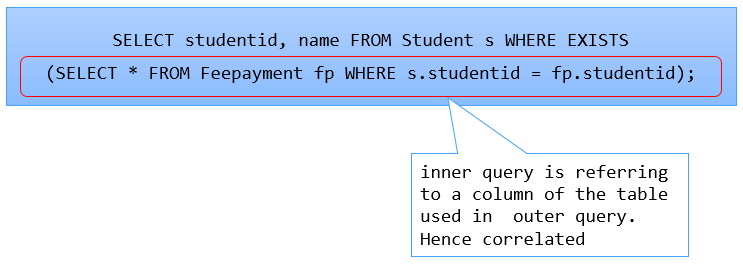 SELECT studentid, name FROM Student s WHERE EXISTS
(SELECT * FROM Feepayment fp WHERE s.studentid = fp.studentid);
inner query is referring
to a column of the table
used in  outer query.
Hence correlated